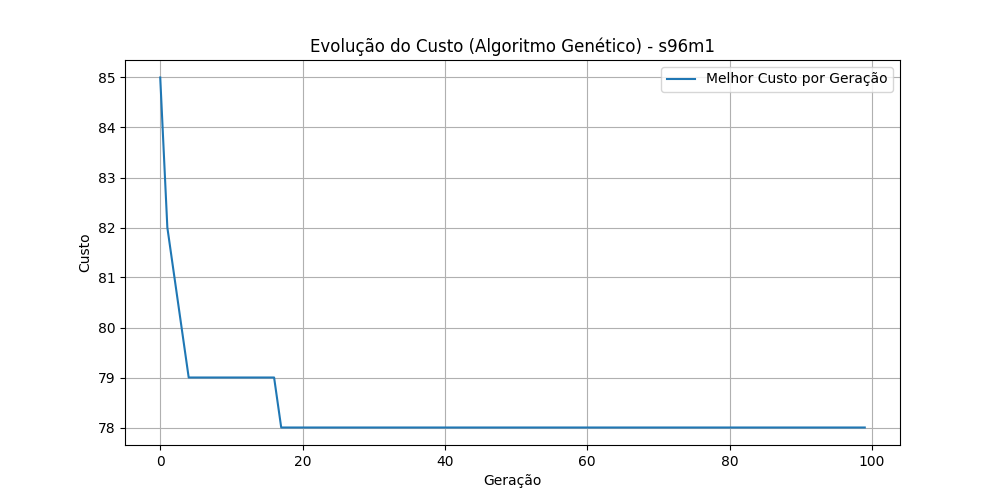 Evolução do Custo (Algoritmo Genético) - s96m1
Melhor Custo por Geração
85
84
83
82
81
80
79
78
Custo
0 20 40 60 80 100
Geração